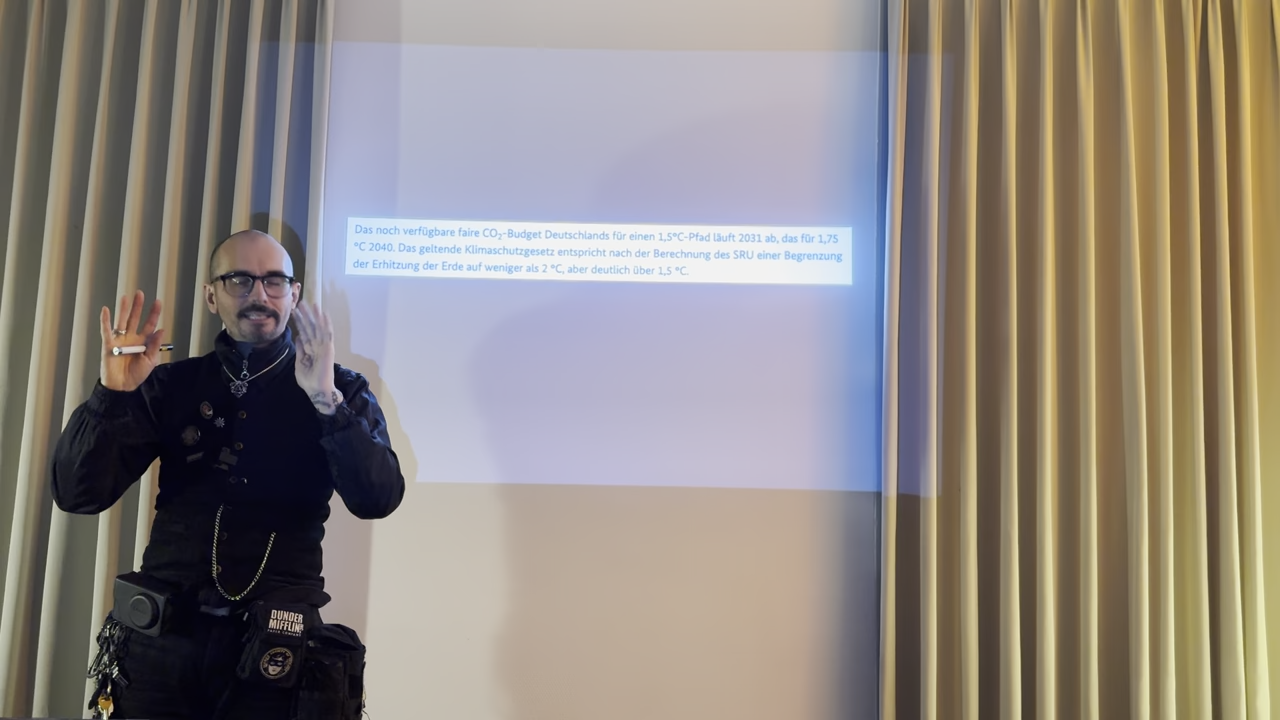 Das noch verfügbare faire CO₂-Budget Deutschlands für einen 1,5°C-Pfad läuft 2031 ab, das für 1,75
°C 2040. Das geltende Klimaschutzgesetz entspricht nach der Berechnung des SRU einer Begrenzung
der Erhitzung der Erde auf weniger als 2 °C, aber deutlich über 1,5 °C.
DUNDER
MIFFLIN
PAPER COMPANY